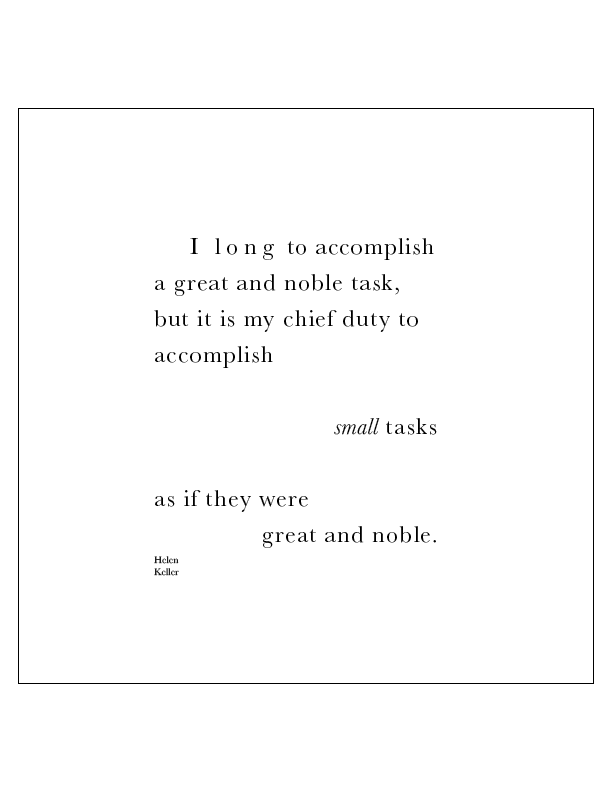 I long to accomplish
a great and noble task,
but it is my chief duty to
accomplish
small tasks
as if they were
great and noble.
Helen
Keller